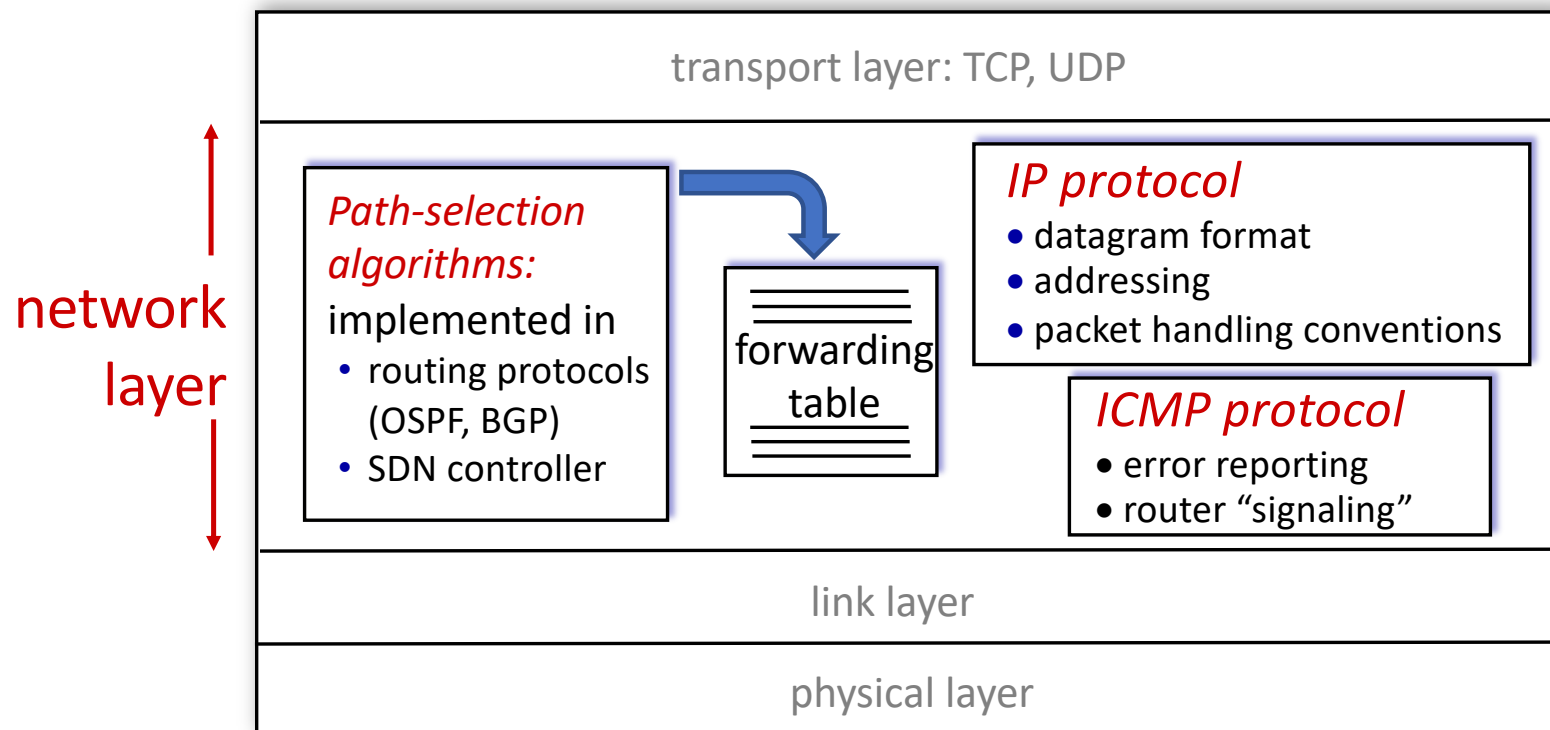 transport layer: TCP, UDP
network
layer
Path-selection
algorithms:
implemented in
• routing protocols
(OSPF, BGP)
• SDN controller
forwarding
table
IP protocol
• datagram format
• addressing
• packet handling conventions
ICMP protocol
• error reporting
• router “signaling”
link layer
physical layer